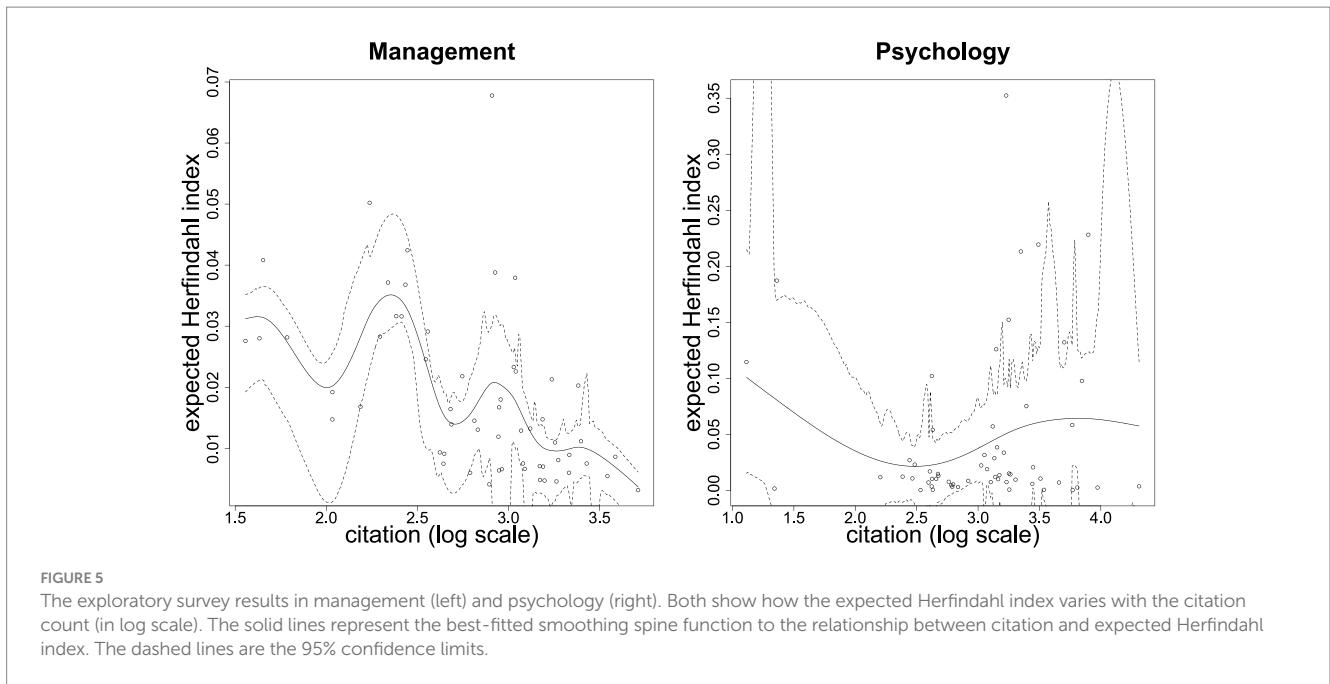 Management
expected Herfindahl index
0.07
0.06
0.05
0.04
0.03
0.02
0.01
1.5 2.0 2.5 3.0 3.5
citation (log scale)
Psychology
expected Herfindahl index
0.35
0.30
0.25
0.20
0.15
0.10
0.05
0.00
1.0 1.5 2.0 2.5 3.0 3.5 4.0
citation (log scale)
FIGURE 5
The exploratory survey results in management (left) and psychology (right). Both show how the expected Herfindahl index varies with the citation
count (in log scale). The solid lines represent the best-fitted smoothing spine function to the relationship between citation and expected Herfindahl
index. The dashed lines are the 95% confidence limits.